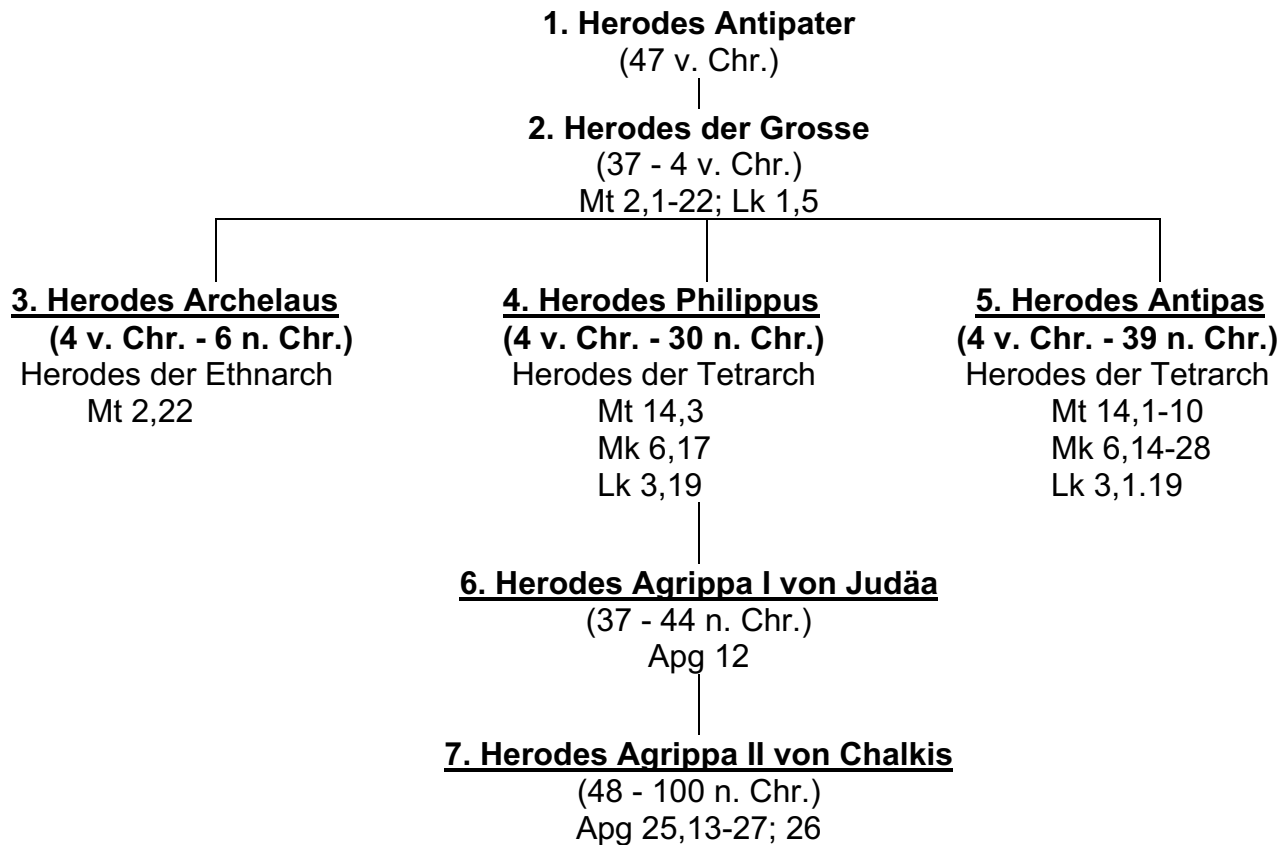 1. Herodes Antipater
(47 v. Chr.)
2. Herodes der Grosse
(37 - 4 v. Chr.)
Mt 2,1-22; Lk 1,5
3. Herodes Archelaus
(4 v. Chr. - 6 n. Chr.)
Herodes der Ethnarch
Mt 2,22
4. Herodes Philippus
(4 v. Chr. - 30 n. Chr.)
Herodes der Tetrarch
Mt 14,3
Mk 6,17
Lk 3,19
5. Herodes Antipas
(4 v. Chr. - 39 n. Chr.)
Herodes der Tetrarch
Mt 14,1-10
Mk 6,14-28
Lk 3,1.19
6. Herodes Agrippa I von Judäa
(37 - 44 n. Chr.)
Apg 12
7. Herodes Agrippa II von Chalkis
(48 - 100 n. Chr.)
Apg 25,13-27; 26